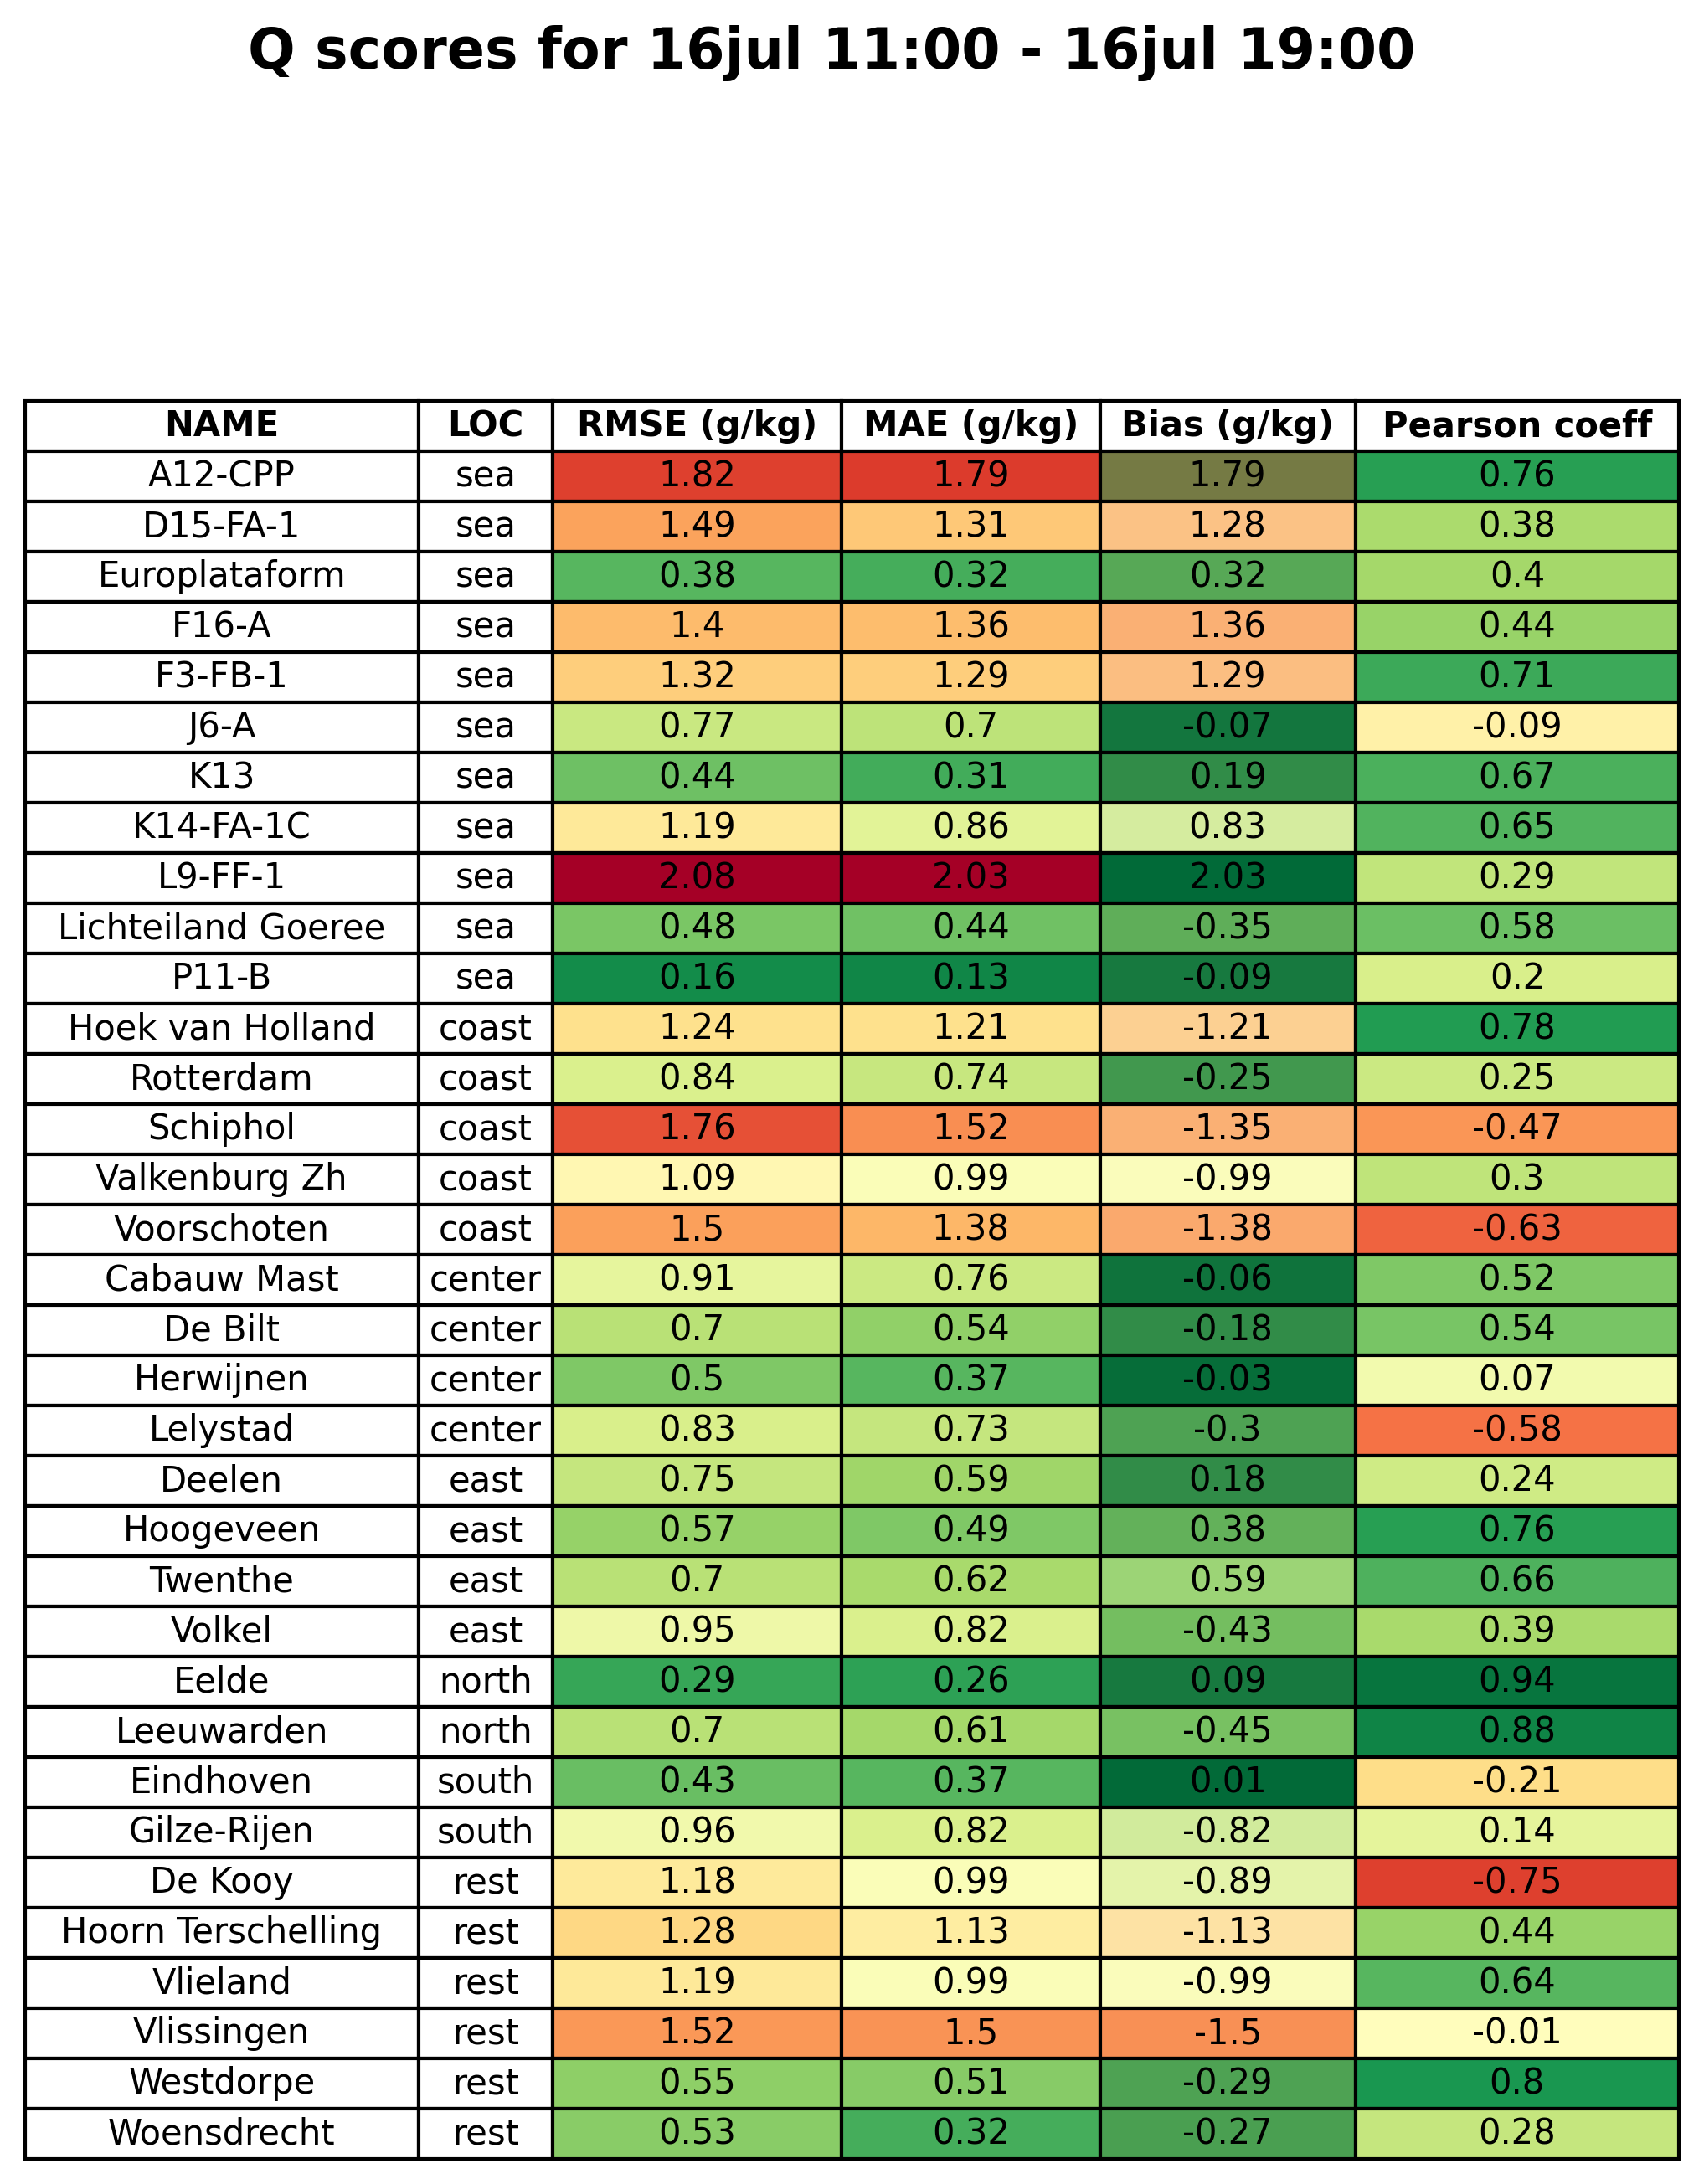 Q scores for 16jul 11:00 - 16jul 19:00
NAME LOC RMSE (g/kg) MAE (g/kg) Bias (g/kg) Pearson coeff
A12-CPP sea 1.82 1.79 1.79 0.76
D15-FA-1 sea 1.49 1.31 1.28 0.38
Europlataform sea 0.38 0.32 0.32 0.4
F16-A sea 1.4 1.36 1.36 0.44
F3-FB-1 sea 1.32 1.29 1.29 0.71
J6-A sea 0.77 0.7 -0.07 -0.09
K13 sea 0.44 0.31 0.19 0.67
K14-FA-1C sea 1.19 0.86 0.83 0.65
L9-FF-1 sea 2.08 2.03 2.03 0.29
Lichteiland Goeree sea 0.48 0.44 -0.35 0.58
P11-B sea 0.16 0.13 -0.09 0.2
Hoek van Holland coast 1.24 1.21 -1.21 0.78
Rotterdam coast 0.84 0.74 -0.25 0.25
Schiphol coast 1.76 1.52 -1.35 -0.47
Valkenburg Zh coast 1.09 0.99 -0.99 0.3
Voorschoten coast 1.5 1.38 -1.38 -0.63
Cabauw Mast center 0.91 0.76 -0.06 0.52
De Bilt center 0.7 0.54 -0.18 0.54
Herwijnen center 0.5 0.37 -0.03 0.07
Lelystad center 0.83 0.73 -0.3 -0.58
Deelen east 0.75 0.59 0.18 0.24
Hoogeveen east 0.57 0.49 0.38 0.76
Twenthe east 0.7 0.62 0.59 0.66
Volkel east 0.95 0.82 -0.43 0.39
Eelde north 0.29 0.26 0.09 0.94
Leeuwarden north 0.7 0.61 -0.45 0.88
Eindhoven south 0.43 0.37 0.01 -0.21
Gilze-Rijen south 0.96 0.82 -0.82 0.14
De Kooy rest 1.18 0.99 -0.89 -0.75
Hoorn Terschelling rest 1.28 1.13 -1.13 0.44
Vlieland rest 1.19 0.99 -0.99 0.64
Vlissingen rest 1.52 1.5 -1.5 -0.01
Westdorpe rest 0.55 0.51 -0.29 0.8
Woensdrecht rest 0.53 0.32 -0.27 0.28